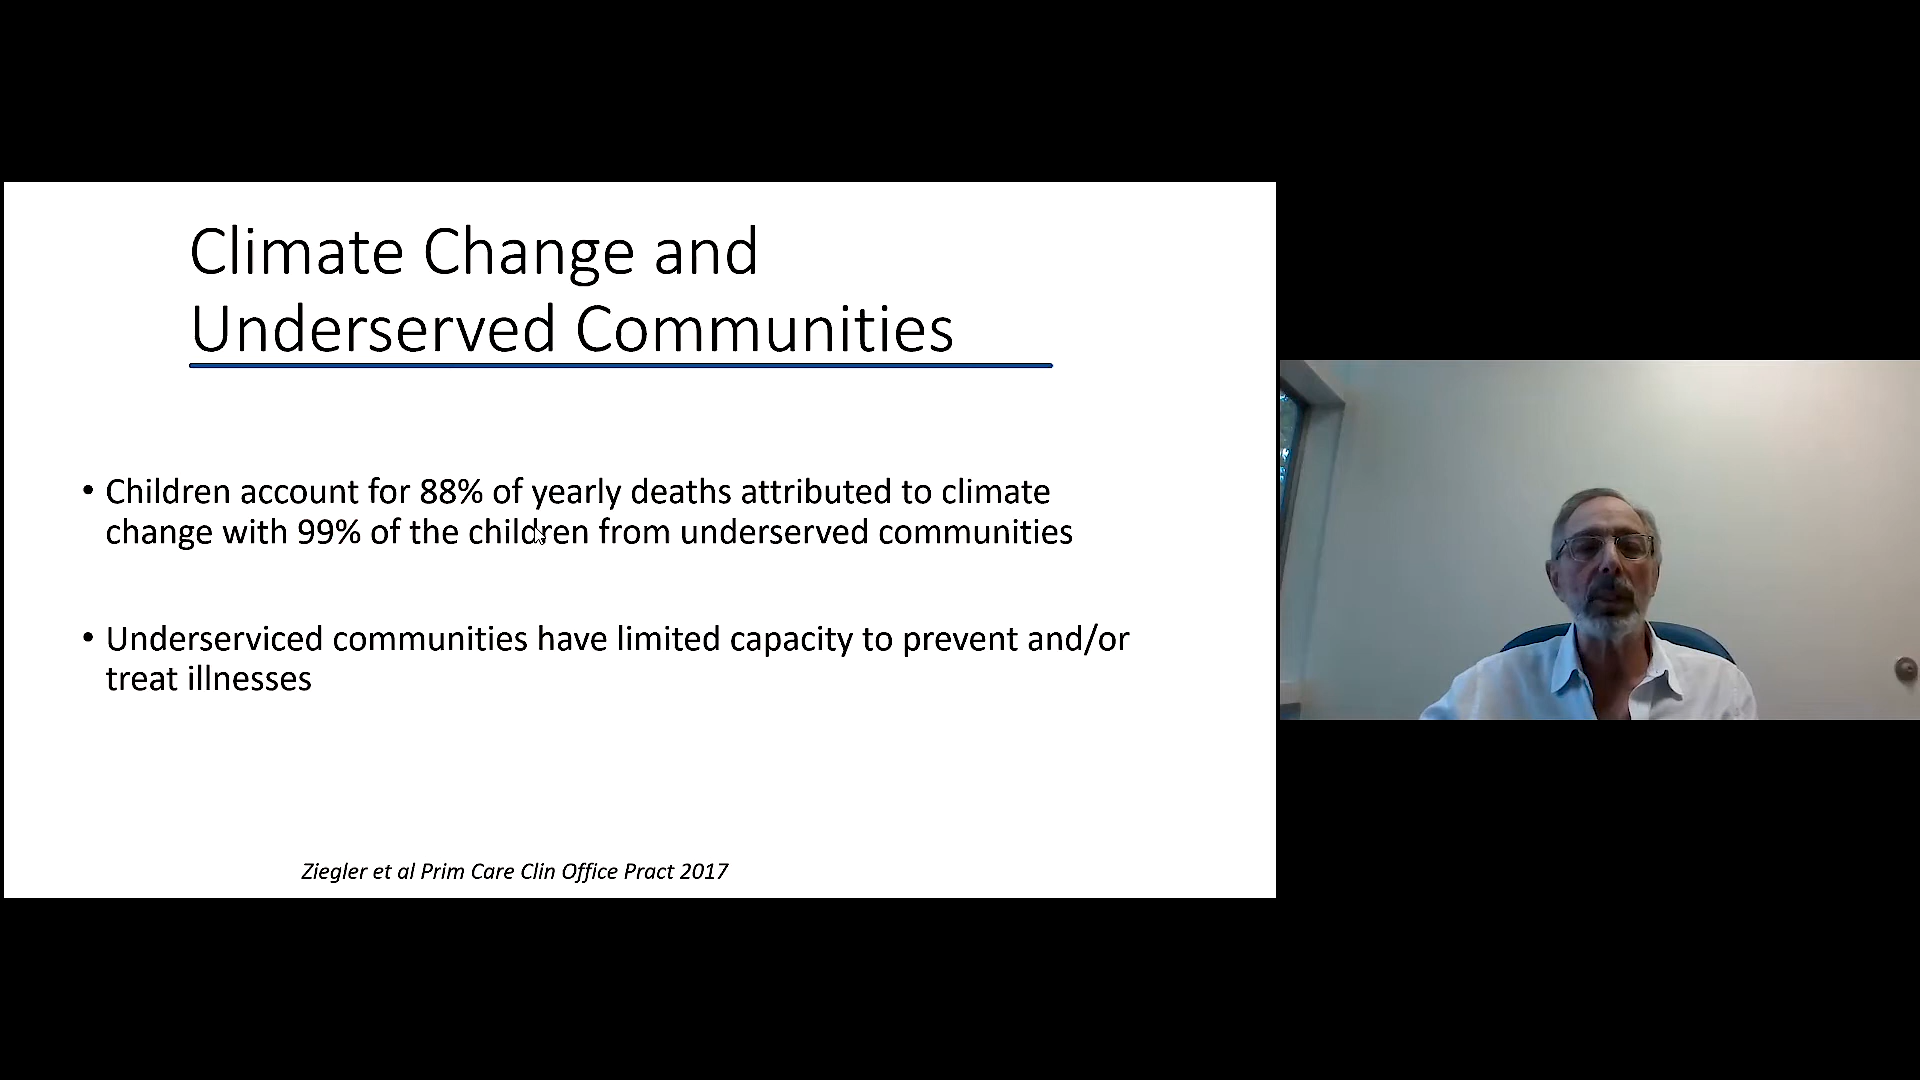 Climate Change and
Underserved Communities
• Children account for 88% of yearly deaths attributed to climate
change with 99% of the children from underserved communities
• Underserviced communities have limited capacity to prevent and/or
treat illnesses
Ziegler et al Prim Care Clin Office Pract 2017